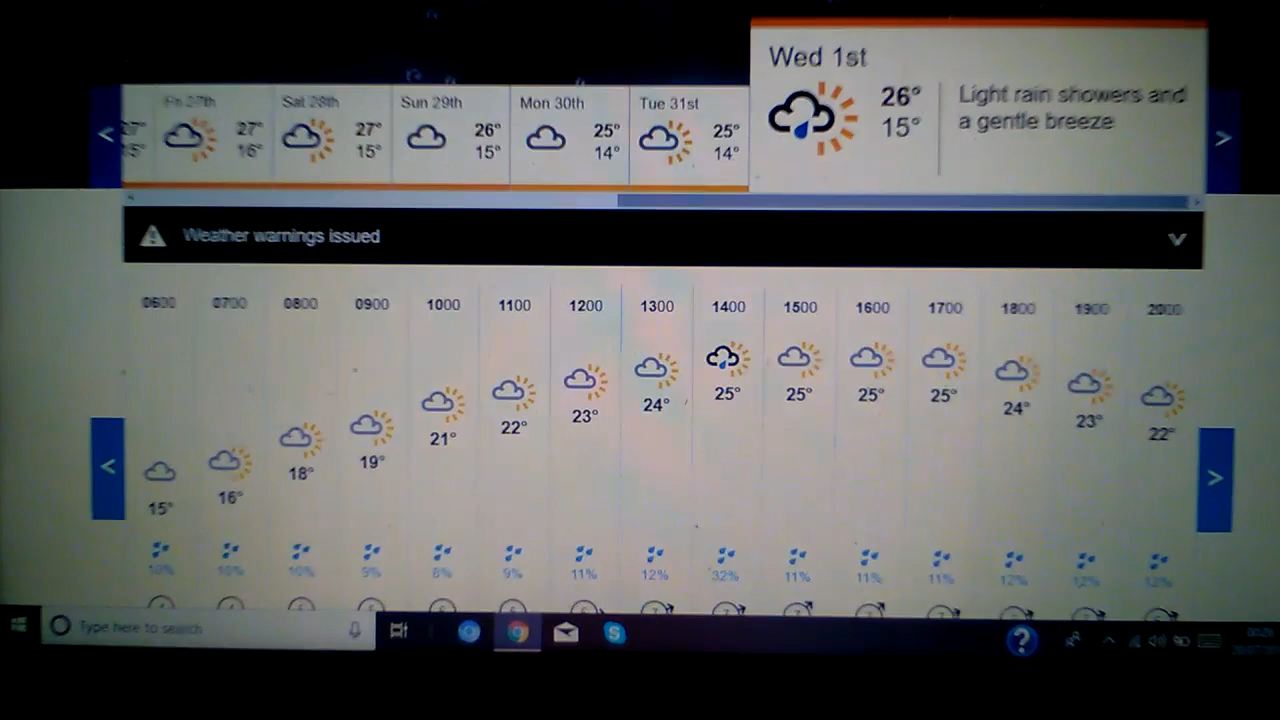 Wed 1st
26°
15°
Light rain showers and
a gentle breeze
Fri 27th Sat 28th Sun 29th Mon 30th Tue 31st
27° 27° 26° 25° 25°
16° 15° 15° 14° 14°
Weather warnings issued
0600 0700 0800 0900 1000 1100 1200 1300 1400 1500 1600 1700 1800 1900 2000
15° 16° 18° 19° 21° 22° 23° 24° 25° 25° 25° 25° 24° 23° 22°
10% 10% 10% 9% 8% 9% 11% 12% 32% 11% 11% 11% 12% 12% 12%
Type here to search